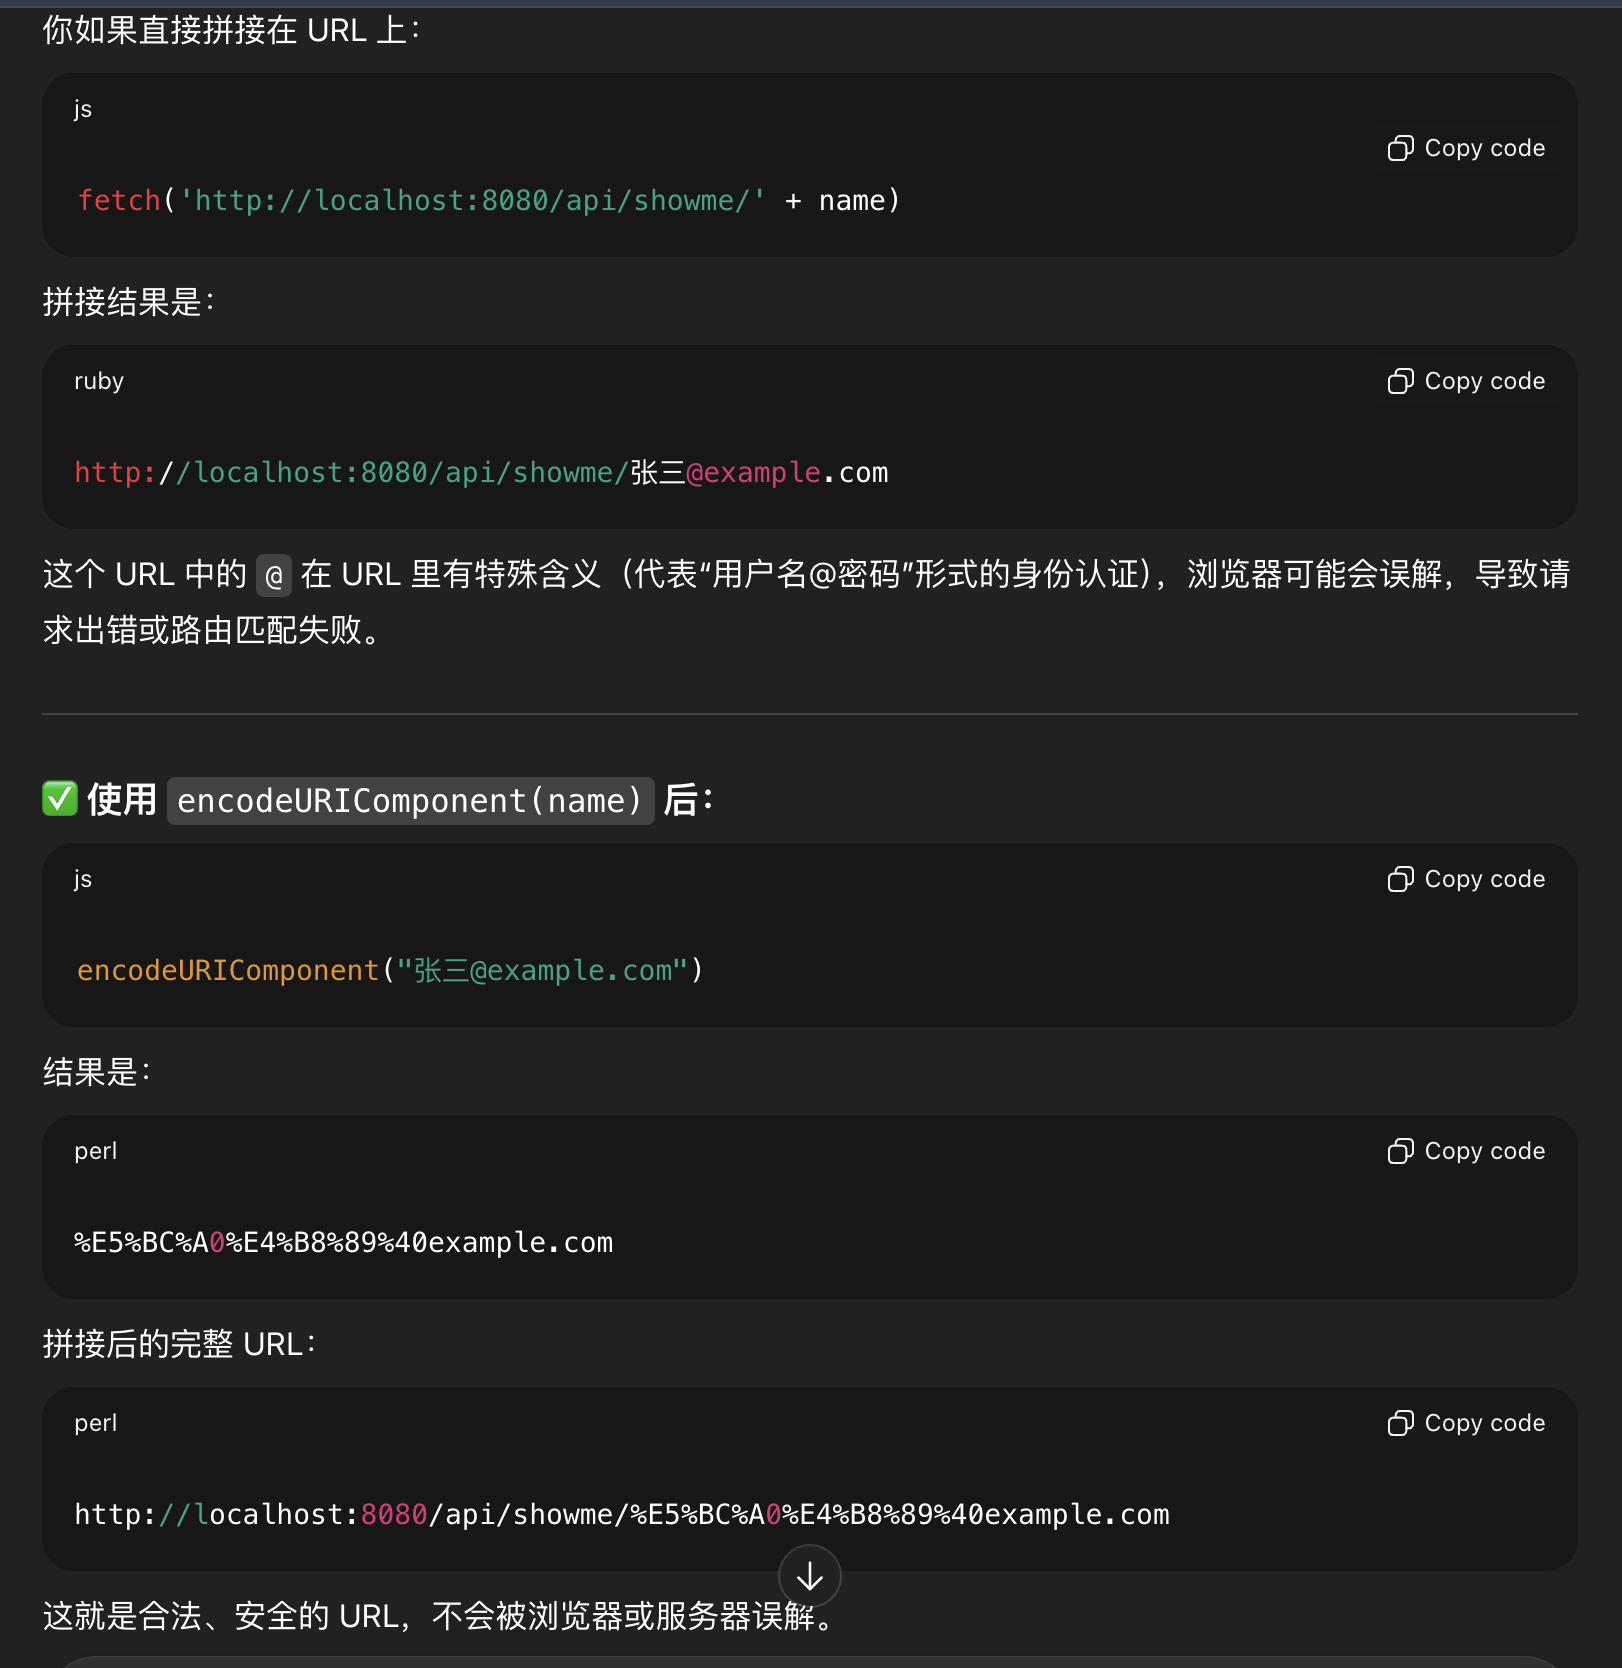 你如果直接拼接在 URL 上：
js
Copy code
fetch('http://localhost:8080/api/showme/' + name)
拼接结果是：
ruby
Copy code
http://localhost:8080/api/showme/张三@example.com
这个 URL 中的 @ 在 URL 里有特殊含义（代表“用户名@密码”形式的身份认证），浏览器可能会误解，导致请
求出错或路由匹配失败。
✅ 使用 encodeURIComponent(name) 后：
js
Copy code
encodeURIComponent("张三@example.com")
结果是：
perl
Copy code
%E5%BC%A0%E4%B8%89%40example.com
拼接后的完整 URL：
perl
Copy code
http://localhost:8080/api/showme/%E5%BC%A0%E4%B8%89%40example.com
这就是合法、安全的 URL，不会被浏览器或服务器误解。